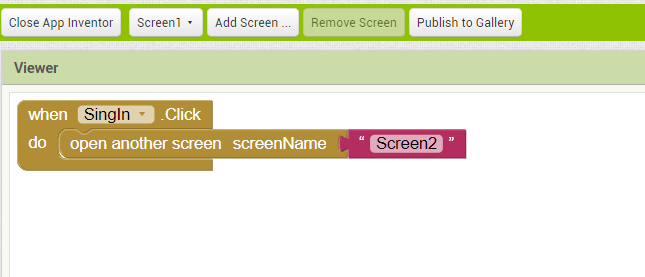 Close App Inventor Screen1 Add Screen ... Remove Screen Publish to Gallery
Viewer
when SingIn .Click
do open another screen screenName “ Screen2 ”